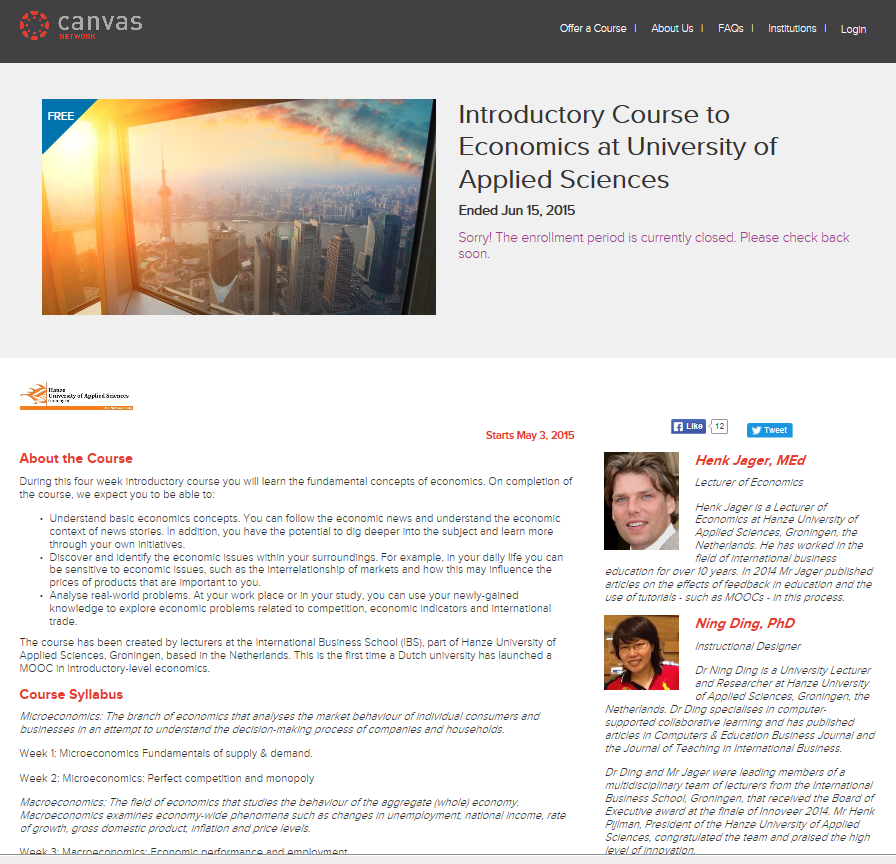 canvas
NETWORK
Offer a Course |
About Us |
FAQs |
Institutions |
Login
FREE
Introductory Course to
Economics at University of
Applied Sciences
Ended Jun 15, 2015
Sorry! The enrollment period is currently closed. Please check back
soon.
Hanze
University of Applied Sciences
Groningen
Starts May 3, 2015
About the Course
During this four week introductory course you will learn the fundamental concepts of economics. On completion of
the course, we expect you to be able to:
• Understand basic economics concepts. You can follow the economic news and understand the economic
context of news stories. In addition, you have the potential to dig deeper into the subject and learn more
through your own initiatives.
• Discover and identify the economic issues within your surroundings. For example, in your daily life you can
be sensitive to economic issues, such as the interrelationship of markets and how this may influence the
prices of products that are important to you.
• Analyse real-world problems. At your work place or in your study, you can use your newly-gained
knowledge to explore economic problems related to competition, economic indicators and international
trade.
The course has been created by lecturers at the International Business School (IBS), part of Hanze University of
Applied Sciences, Groningen, based in the Netherlands. This is the first time a Dutch university has launched a
MOOC in introductory-level economics.
Course Syllabus
Microeconomics: The branch of economics that analyses the market behaviour of individual consumers and
businesses in an attempt to understand the decision-making process of companies and households.
Week 1: Microeconomics Fundamentals of supply & demand.
Week 2: Microeconomics: Perfect competition and monopoly
Macroeconomics: The field of economics that studies the behaviour of the aggregate (whole) economy.
Macroeconomics examines economy-wide phenomena such as changes in unemployment, national income, rate
of growth, gross domestic product, inflation and price levels.
Week 3: Macroeconomics: Economic performance and employment
Like 12
Tweet
Henk Jager, MEd
Lecturer of Economics
Henk Jager is a Lecturer of
Economics at Hanze University of
Applied Sciences, Groningen, the
Netherlands. He has worked in the
field of international business
education for over 10 years. In 2014 Mr Jager published
articles on the effects of feedback in education and the
use of tutorials - such as MOOCs - in this process.
Ning Ding, PhD
Instructional Designer
Dr Ning Ding is a University Lecturer
and Researcher at Hanze University
of Applied Sciences, Groningen, the
Netherlands. Dr Ding specialises in computer-
supported collaborative learning and has published
articles in Computers & Education Business Journal and
the Journal of Teaching in International Business.
Dr Ding and Mr Jager were leading members of a
multidisciplinary team of lecturers from the International
Business School, Groningen, that received the Board of
Executive award at the finale of Innoveer 2014. Mr Henk
Pijlman, President of the Hanze University of Applied
Sciences, congratulated the team and praised the high
level of innovation.